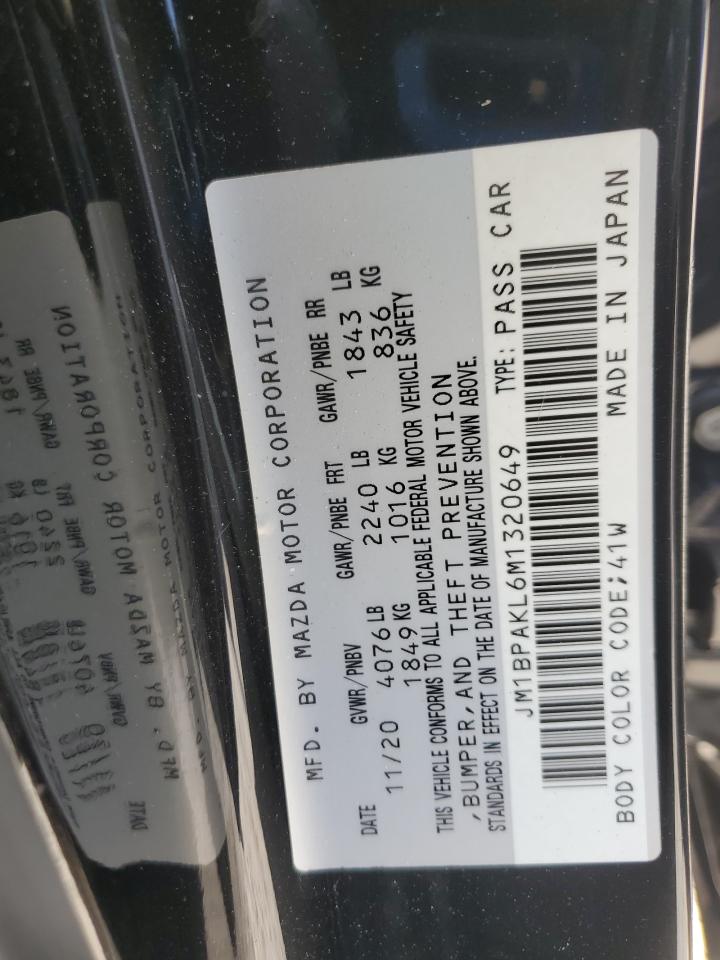 MFD. BY MAZDA MOTOR CORPORATION
DATE GVWR/PNBV GAWR/PNBE FRT GAWR/PNBE RR
11/20 4076 LB 2240 LB 1843 LB
1849 KG 1016 KG 836 KG
THIS VEHICLE CONFORMS TO ALL APPLICABLE FEDERAL MOTOR VEHICLE SAFETY
,BUMPER,AND THEFT PREVENTION
STANDARDS IN EFFECT ON THE DATE OF MANUFACTURE SHOWN ABOVE.
JM1BPAKL6M1320649 TYPE: PASS CAR
BODY COLOR CODE;41W MADE IN JAPAN